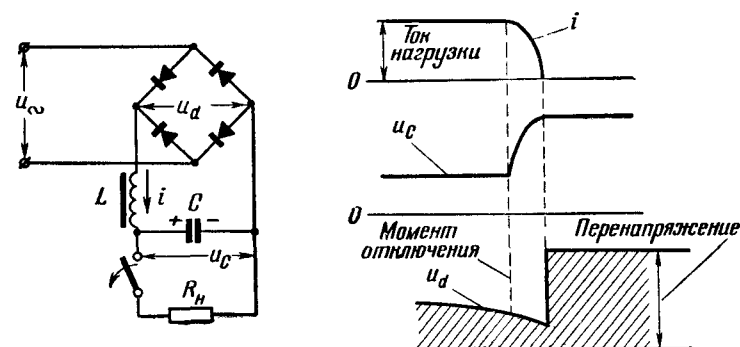 u~
u_d
L
i
C
+ −
u_C
R_н
Ток
нагрузки
i
0
u_C
0
Момент
отключения
Перенапряжение
u_d